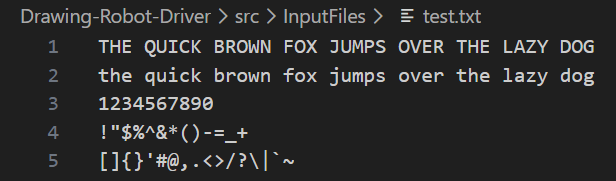 Drawing-Robot-Driver > src > InputFiles > test.txt
1 THE QUICK BROWN FOX JUMPS OVER THE LAZY DOG
2 the quick brown fox jumps over the lazy dog
3 1234567890
4 !"$%^&*()-=_+
5 []{}'#@,.<>/?\|`~